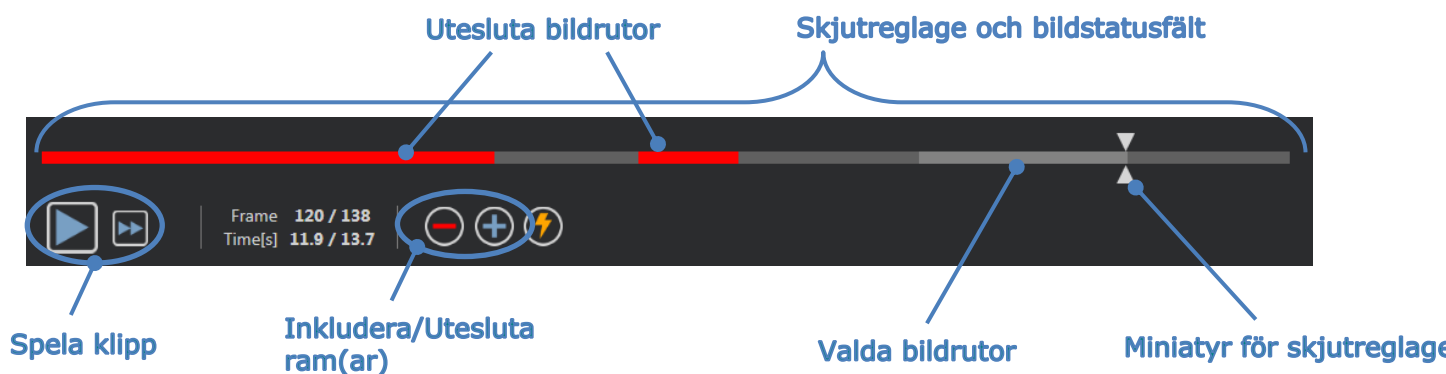 Utesluta bildrutor
Skjutreglage och bildstatusfält
Frame 120 / 138
Time[s] 11.9 / 13.7
Spela klipp
Inkludera/Utesluta
ram(ar)
Valda bildrutor
Miniatyr för skjutreglage